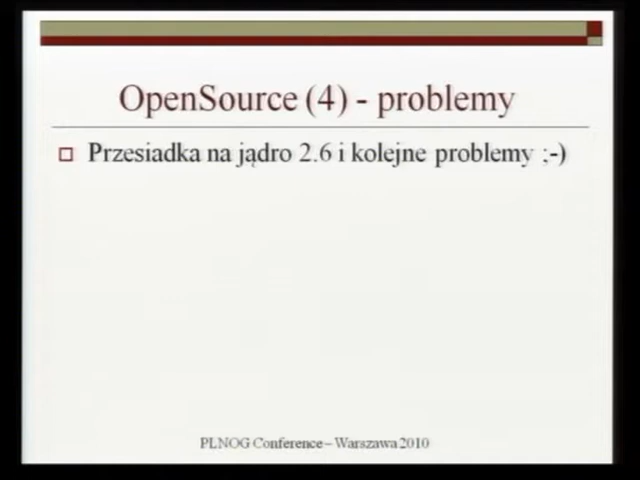 OpenSource (4) - problemy
Przesiadka na jądro 2.6 i kolejne problemy ;-)
PLNOG Conference – Warszawa 2010